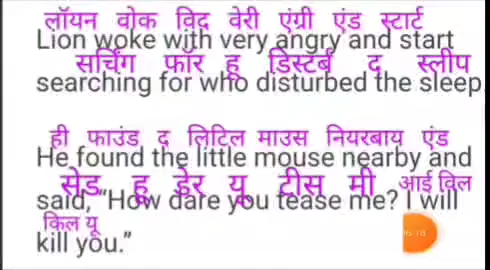 लॉयन वोक विद वेरी एंग्री एंड स्टार्ट
Lion woke with very angry and start
सर्चिंग फॉर हू डिस्टर्ब द स्लीप
searching for who disturbed the sleep
ही फाउंड द लिटिल माउस नियरबाय एंड
He found the little mouse nearby and
सेड हू डेर यू टीस मी आई विल
said, “How dare you tease me? I will
किल यू
kill you.”